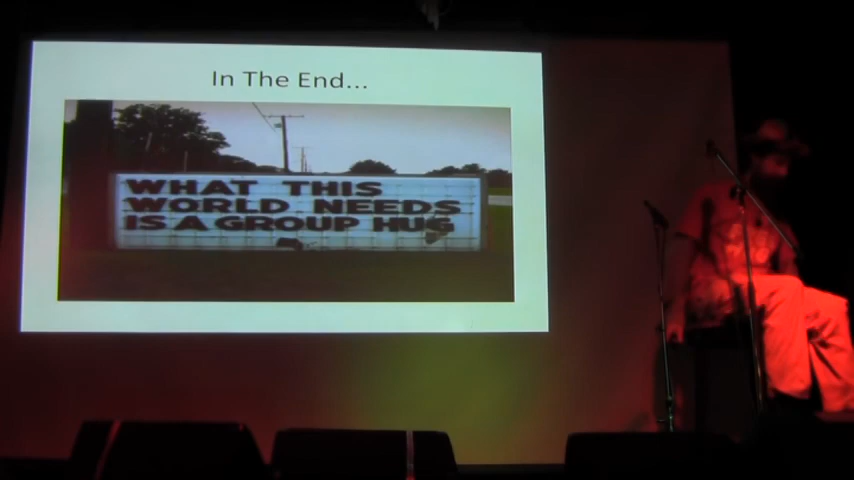 In The End...
WHAT THIS
WORLD NEEDS
IS A GROUP HUG